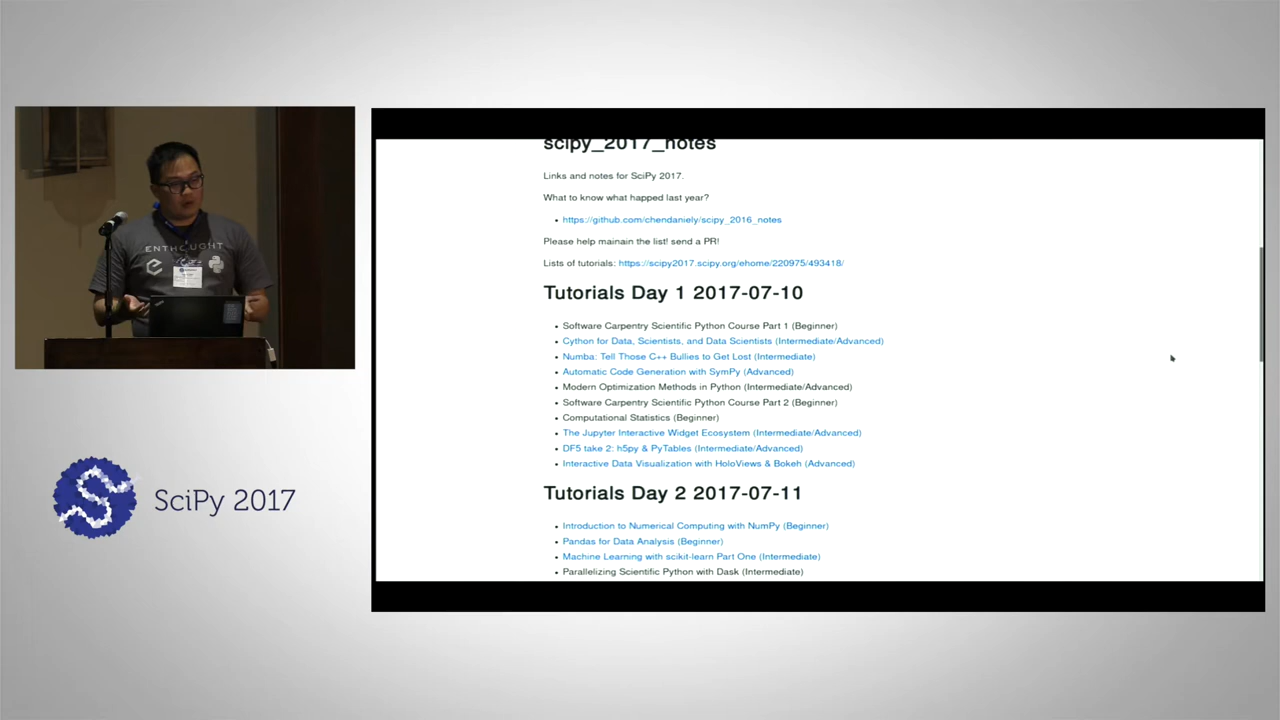 scipy_2017_notes
Links and notes for SciPy 2017.
What to know what happed last year?
• https://github.com/chendaniely/scipy_2016_notes
Please help mainain the list! send a PR!
Lists of tutorials: https://scipy2017.scipy.org/ehome/220975/493418/
Tutorials Day 1 2017-07-10
• Software Carpentry Scientific Python Course Part 1 (Beginner)
• Cython for Data, Scientists, and Data Scientists (Intermediate/Advanced)
• Numba: Tell Those C++ Bullies to Get Lost (Intermediate)
• Automatic Code Generation with SymPy (Advanced)
• Modern Optimization Methods in Python (Intermediate/Advanced)
• Software Carpentry Scientific Python Course Part 2 (Beginner)
• Computational Statistics (Beginner)
• The Jupyter Interactive Widget Ecosystem (Intermediate/Advanced)
• DF5 take 2: h5py & PyTables (Intermediate/Advanced)
• Interactive Data Visualization with HoloViews & Bokeh (Advanced)
Tutorials Day 2 2017-07-11
• Introduction to Numerical Computing with NumPy (Beginner)
• Pandas for Data Analysis (Beginner)
• Machine Learning with scikit-learn Part One (Intermediate)
• Parallelizing Scientific Python with Dask (Intermediate)
ENTHOUGHT
SciPy 2017